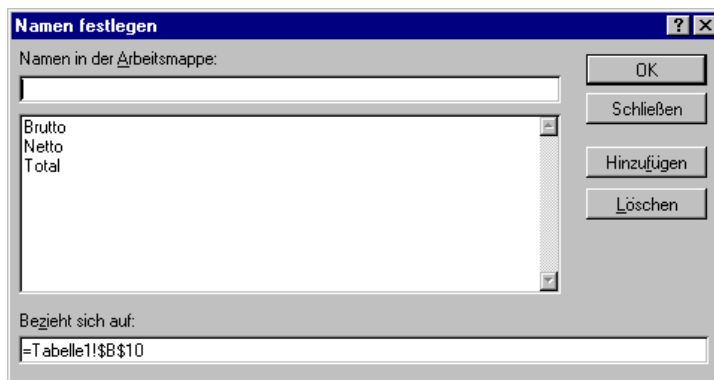 Namen festlegen
Namen in der Arbeitsmappe:
OK
Schließen
Brutto
Netto
Total
Hinzufügen
Löschen
Bezieht sich auf:
=Tabelle1!$B$10